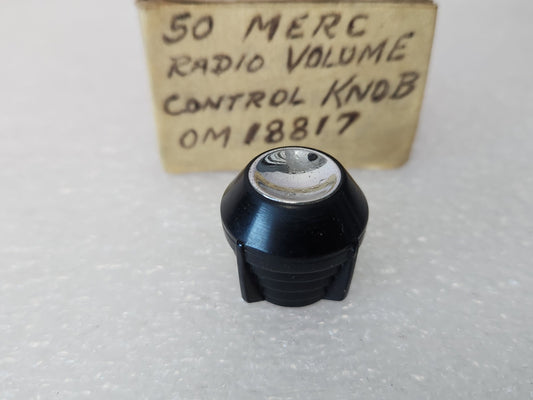 50 MERC
RADIO VOLUME
CONTROL KNOB
OM 18817